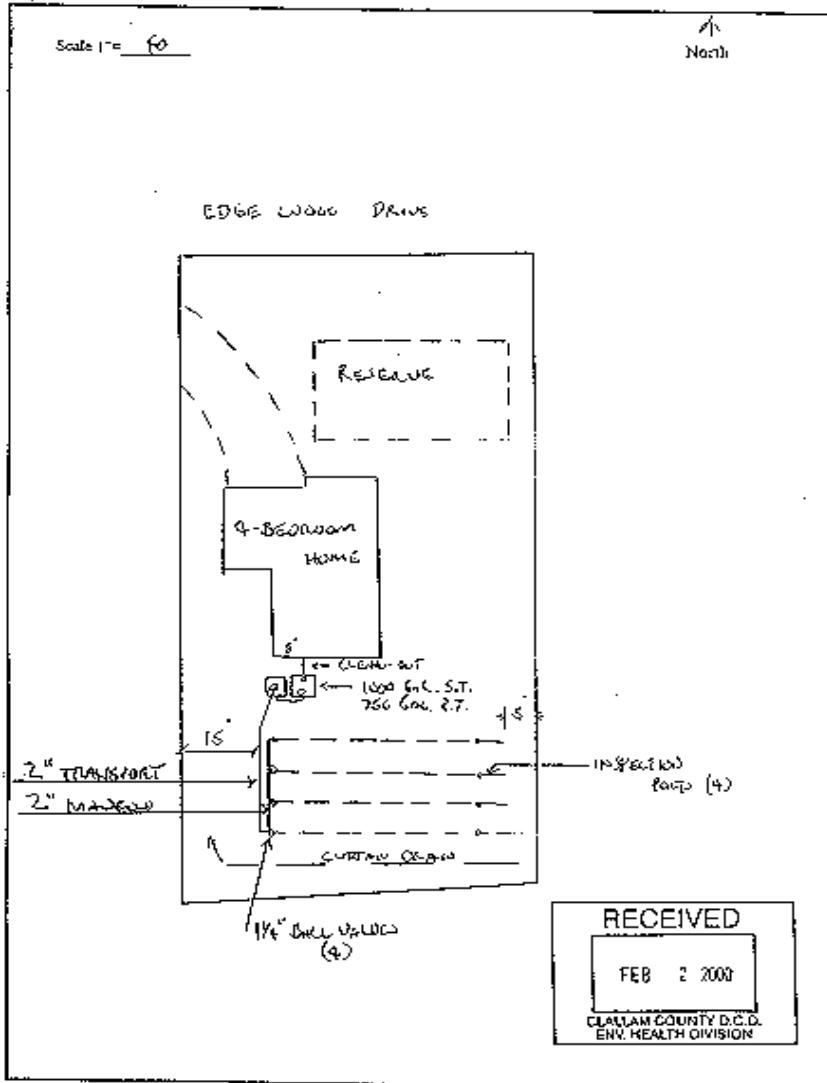 Scale 1"= 40
North
EDGE WOOD DRIVE
RESERVE
4-BEDROOM
HOME
8'
← CLEAN-OUT
← 1000 GAL. S.T.
750 GAL. P.T.
15'
5'
2" TRANSPORT
2" MANIFOLD
INSPECTION
PORTS (4)
CURTAIN DRAIN
1¼" BALL VALVES
(4)
RECEIVED
FEB 2 2000
CLALLAM COUNTY D.C.D.
ENV. HEALTH DIVISION